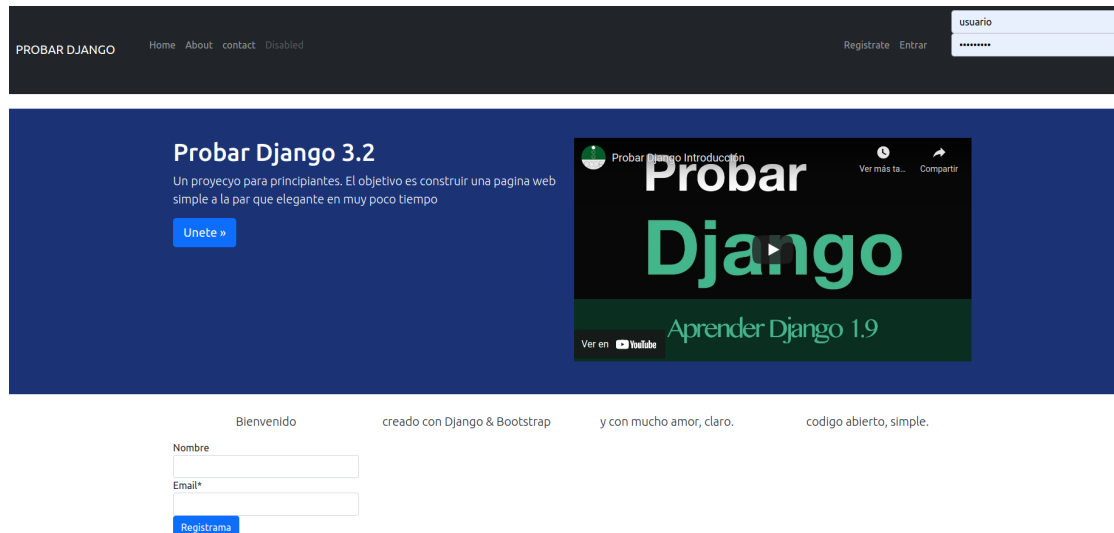 PROBAR DJANGO
Home About contact Disabled
Registrate Entrar
usuario
•••••••••
Probar Django 3.2
Un proyecyo para principiantes. El objetivo es construir una pagina web
simple a la par que elegante en muy poco tiempo
Unete »
Probar Django Introducción
Ver más ta...
Compartir
Probar
Django
Aprender Django 1.9
Ver en YouTube
Bienvenido
creado con Django & Bootstrap
y con mucho amor, claro.
codigo abierto, simple.
Nombre
Email*
Registrama